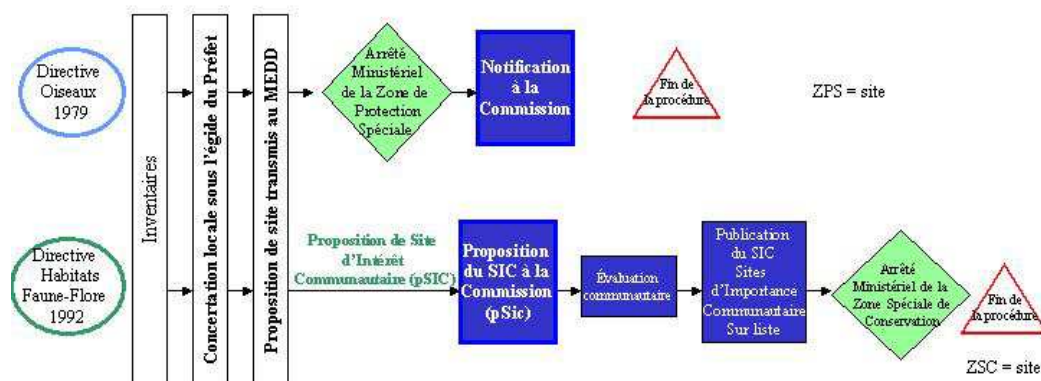 Directive
Oiseaux
1979
Directive
Habitats
Faune-Flore
1992
Inventaires
Concertation locale sous l'égide du Préfet
Proposition de site transmis au MEDD
Arrêté
Ministériel
de la Zone de
Protection
Spéciale
Notification
à la
Commission
Fin de
la procédure
ZPS = site
Proposition de Site
d'Intérêt
Communautaire (pSIC)
Proposition
du SIC à la
Commission
(pSic)
Évaluation
communautaire
Publication
du SIC
Sites
d'Importance
Communautaire
Sur liste
Arrêté
Ministériel de la
Zone Spéciale de
Conservation
Fin de
la procédure
ZSC = site